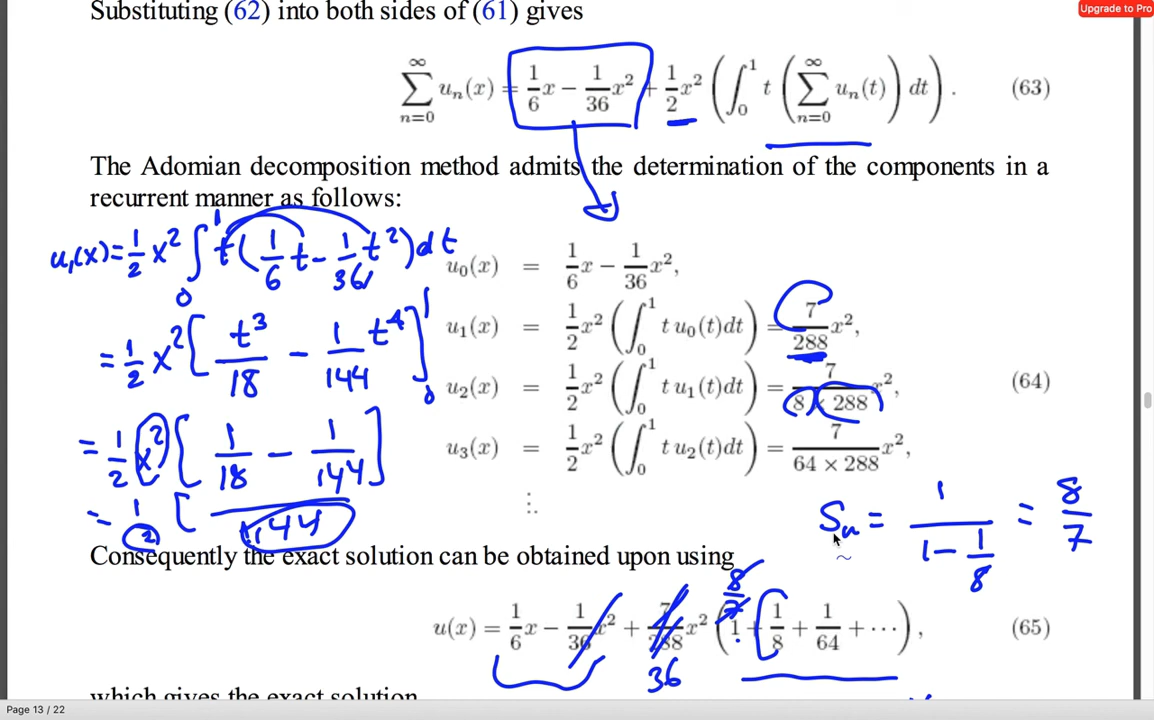 Substituting (62) into both sides of (61) gives
Upgrade to Pro
∑_{n=0}^{∞} u_n(x) = 1/6 x − 1/36 x² + 1/2 x² ( ∫_0^1 t ( ∑_{n=0}^{∞} u_n(t) ) dt ) . (63)
The Adomian decomposition method admits the determination of the components in a
recurrent manner as follows:
u₁(x) = 1/2 x² ∫_0^1 t ( 1/6 t − 1/36 t² ) dt
u_0(x) = 1/6 x − 1/36 x²,
= 1/2 x² [ t³/18 − 1/144 t⁴ ]_0^1
u_1(x) = 1/2 x² ( ∫_0^1 t u_0(t)dt ) = 7/288 x²,
u_2(x) = 1/2 x² ( ∫_0^1 t u_1(t)dt ) = 7/(8 × 288) x², (64)
= 1/2 x² [ 1/18 − 1/144 ]
u_3(x) = 1/2 x² ( ∫_0^1 t u_2(t)dt ) = 7/(64 × 288) x²,
= 1/2 [ /144
⋮
S_n = 1/(1 − 1/8) = 8/7
Consequently the exact solution can be obtained upon using
8/7
u(x) = 1/6 x − 1/36 x² + 7/288 x² ( 1 + 1/8 + 1/64 + ··· ) , (65)
36
which gives the exact solution
Page 13 / 22